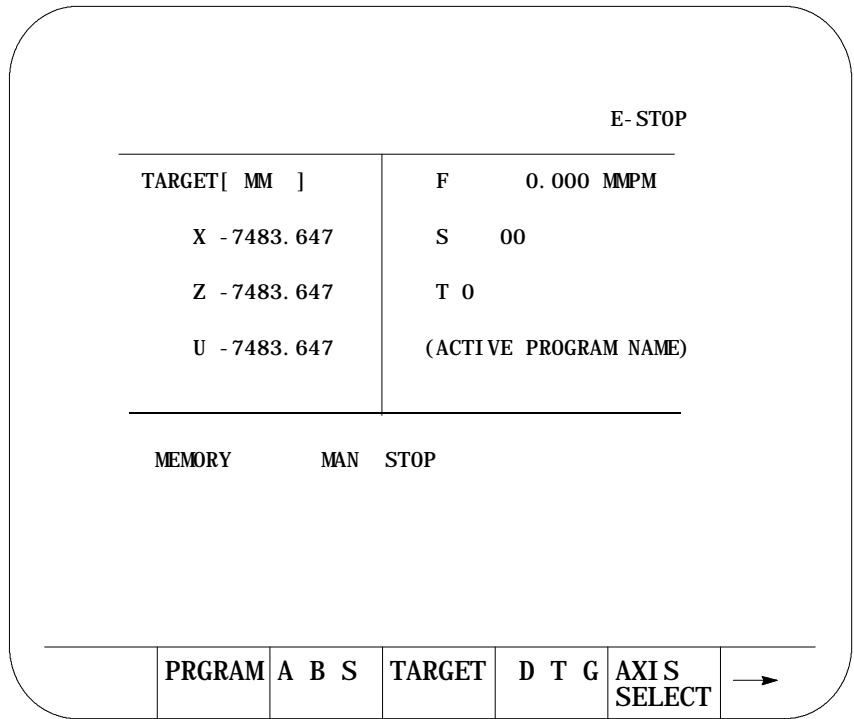 E-STOP
TARGET[ MM ] F 0.000 MMPM
X -7483.647 S 00
Z -7483.647 T 0
U -7483.647 (ACTIVE PROGRAM NAME)
MEMORY MAN STOP
PRGRAM A B S TARGET D T G AXIS
SELECT